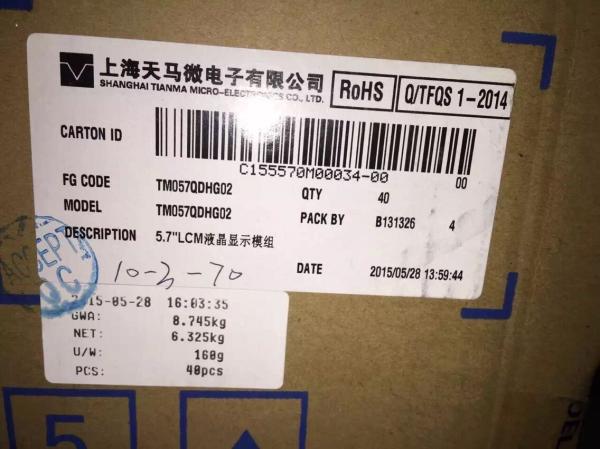 上海天马微电子有限公司
SHANGHAI TIANMA MICRO-ELECTRONICS CO., LTD.
RoHS
Q/TFQS 1-2014
CARTON ID
C155570M00034-00
00
FG CODE TM057QDHG02 QTY 40
MODEL TM057QDHG02 PACK BY B131326 4
DESCRIPTION 5.7"LCM液晶显示模组
DATE 2015/05/28 13:59:44
ACCEPT
QC
10-3-70
2015-05-28 16:03:35
GWA: 8.745kg
NET: 6.325kg
U/W: 160g
PCS: 40pcs
5